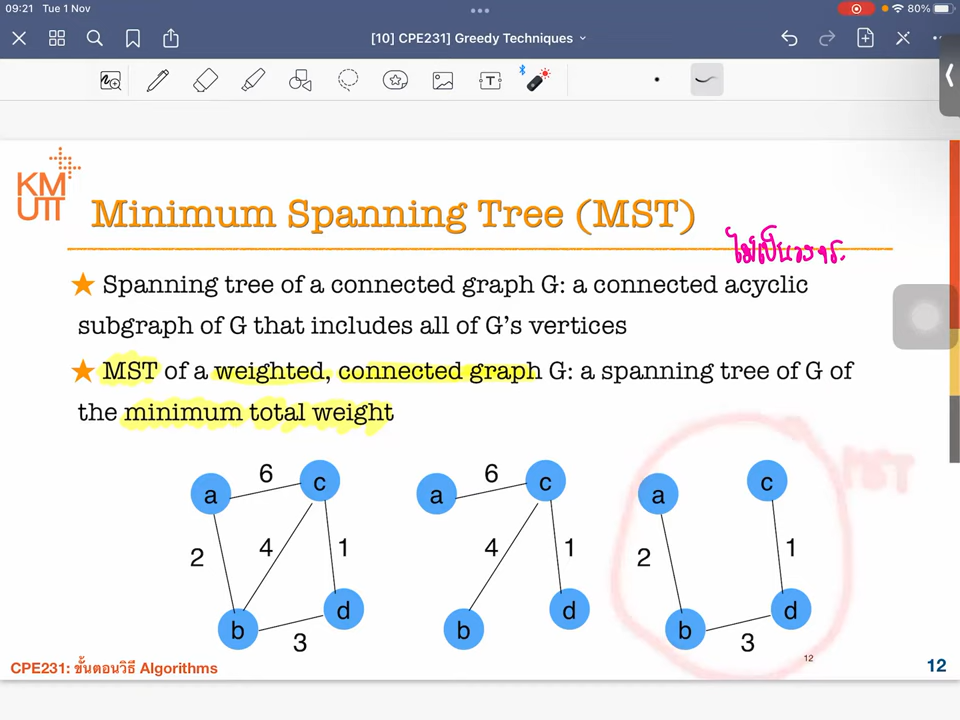 09:21 Tue 1 Nov
80%
[10] CPE231] Greedy Techniques
T
KM
UTT
Minimum Spanning Tree (MST)
ไม่เป็นวงจร.
Spanning tree of a connected graph G: a connected acyclic
subgraph of G that includes all of G's vertices
MST of a weighted, connected graph G: a spanning tree of G of
the minimum total weight
MST
a 6 c
2 4 1
b 3 d
a 6 c
4 1
b d
a c
2 1
b 3 d
12
CPE231: ขั้นตอนวิธี Algorithms
12